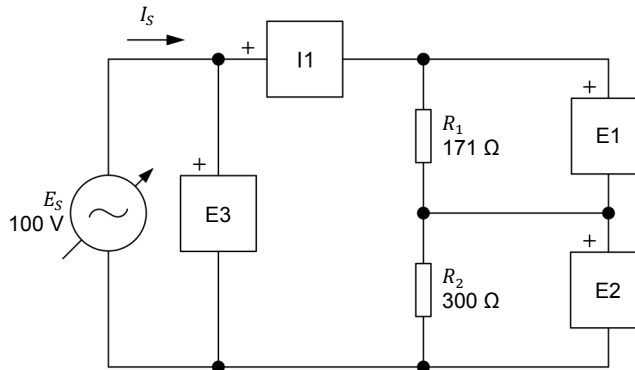 I_S
+
I1
+
R_1
171 Ω
E1
+
E3
E_S
100 V
+
R_2
300 Ω
E2